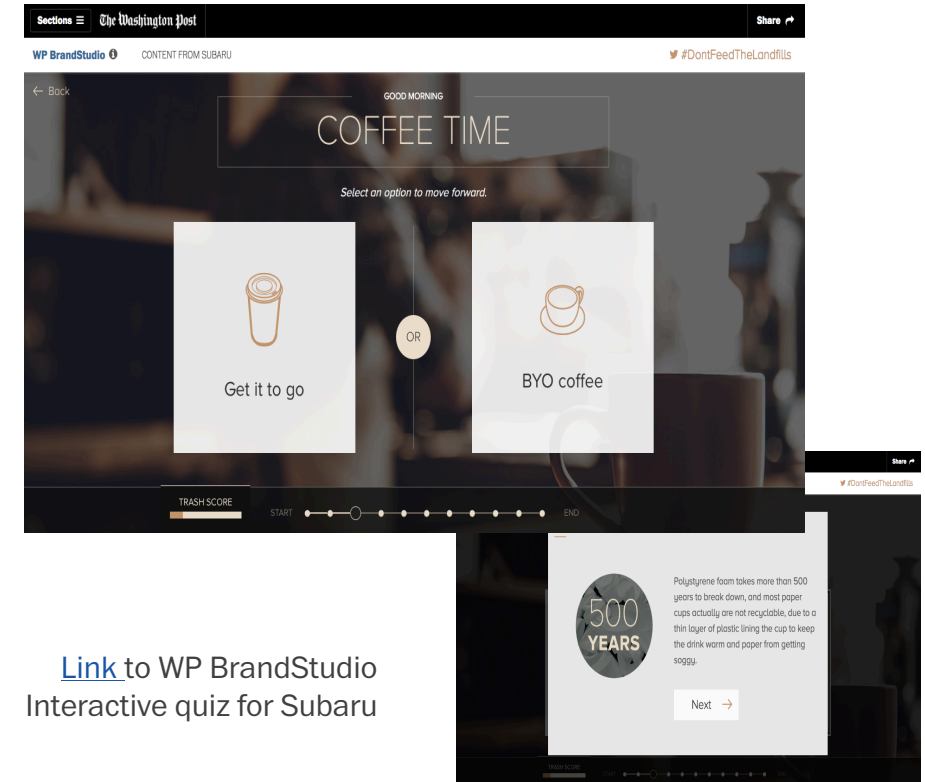 Sections ☰ The Washington Post Share
WP BrandStudio CONTENT FROM SUBARU #DontFeedTheLandfills
← Back
GOOD MORNING
COFFEE TIME
Select an option to move forward.
Get it to go
OR
BYO coffee
TRASH SCORE
START
END
Share
#DontFeedTheLandfills
500
YEARS
Polystyrene foam takes more than 500
years to break down, and most paper
cups actually are not recyclable, due to a
thin layer of plastic lining the cup to keep
the drink warm and paper from getting
soggy.
Next →
TRASH SCORE
START
END
Link to WP BrandStudio
Interactive quiz for Subaru